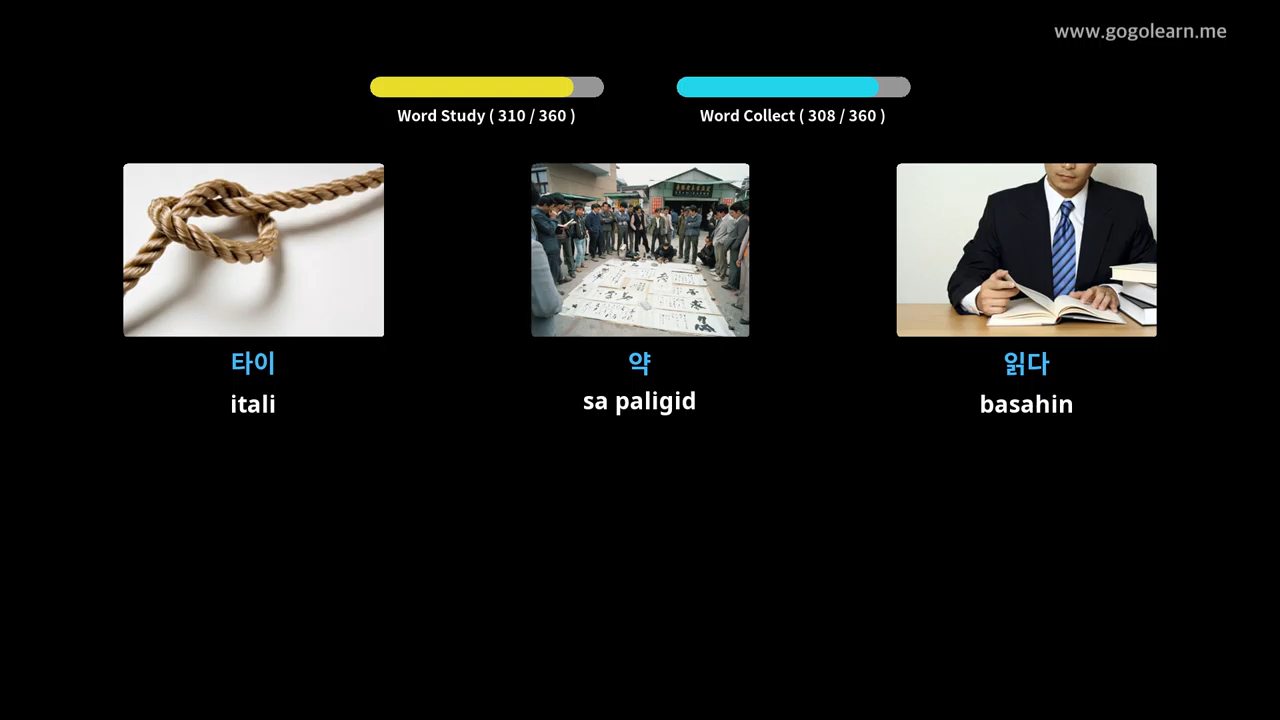 www.gogolearn.me
Word Study ( 310 / 360 )
Word Collect ( 308 / 360 )
타이
약
읽다
itali
sa paligid
basahin